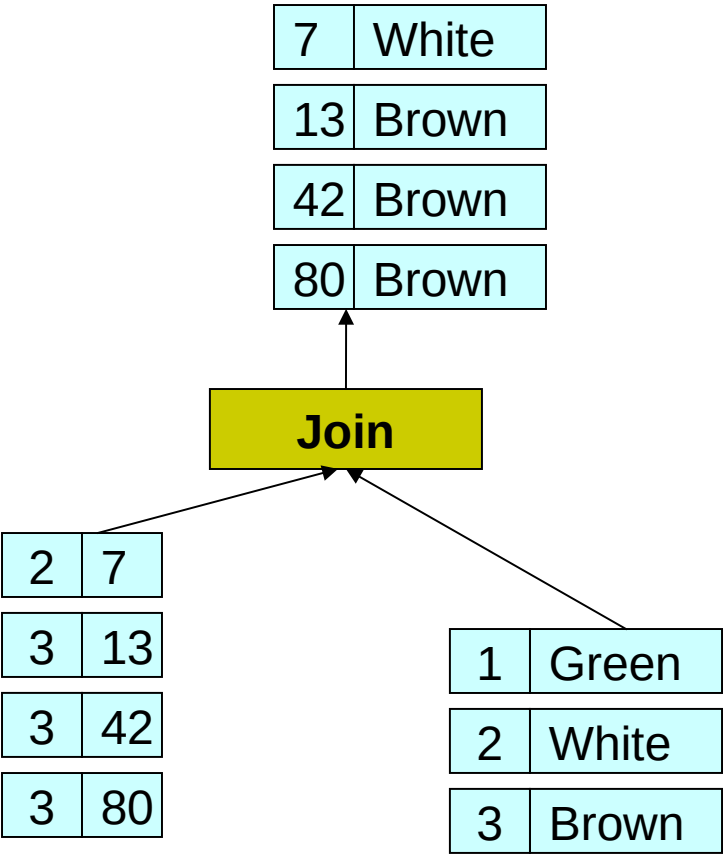 7 White
13 Brown
42 Brown
80 Brown
Join
2 7
3 13
3 42
3 80
1 Green
2 White
3 Brown